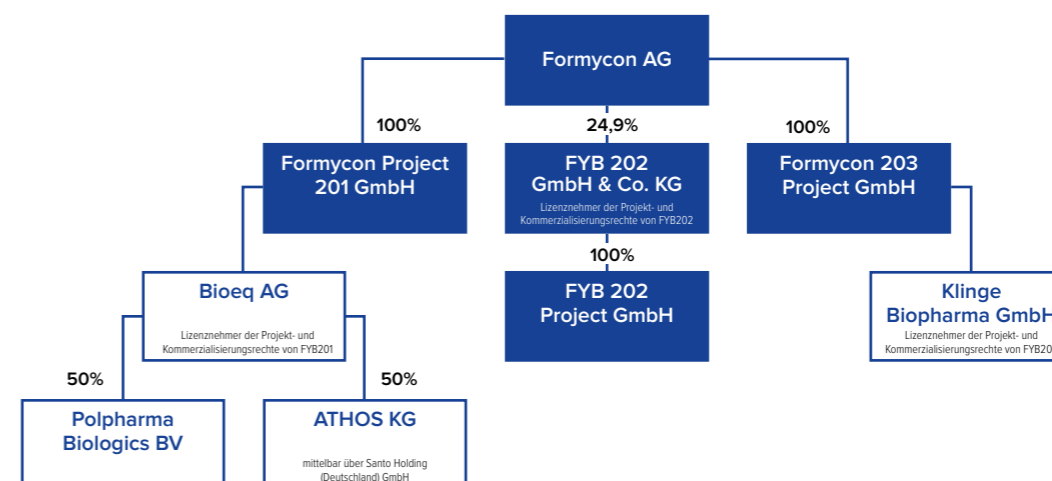 Formycon AG
100%
24,9%
100%
Formycon Project
201 GmbH
FYB 202
GmbH & Co. KG
Lizenznehmer der Projekt- und
Kommerzialisierungsrechte von FYB202
Formycon 203
Project GmbH
100%
Bioeq AG
Lizenznehmer der Projekt- und
Kommerzialisierungsrechte von FYB201
FYB 202
Project GmbH
Klinge
Biopharma GmbH
Lizenznehmer der Projekt- und
Kommerzialisierungsrechte von
50%
50%
Polpharma
Biologics BV
ATHOS KG
mittelbar über Santo Holding
(Deutschland) GmbH